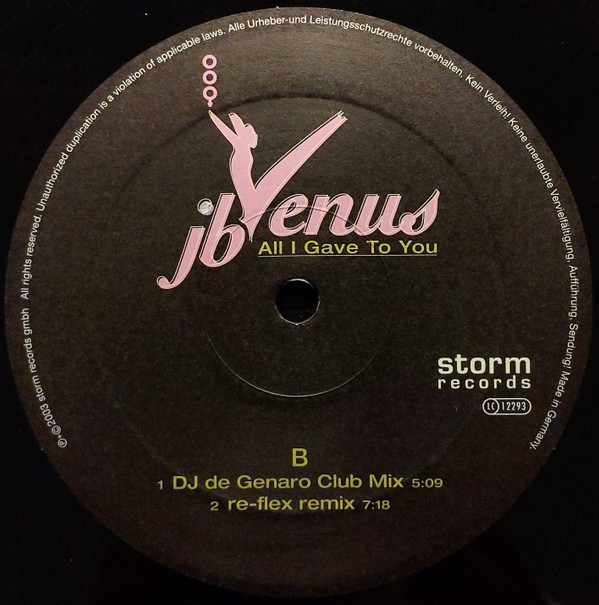 ℗+©2003 storm records gmbh All rights reserved. Unauthorized duplication is a violation of applicable laws. Alle Urheber-und Leistungsschutzrechte vorbehalten. Kein Verleih! Keine unerlaubte Vervielfältigung, Aufführung, Sendung! Made in Germany.
jb Venus
All I Gave To You
storm
records
LC 12293
B
1 DJ de Genaro Club Mix 5:09
2 re-flex remix 7:18